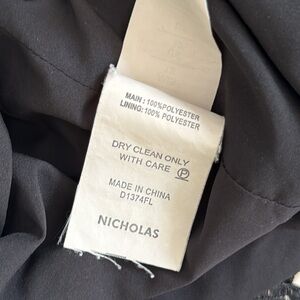 MAIN: 100%POLYESTER
LINING: 100% POLYESTER
DRY CLEAN ONLY
WITH CARE Ⓟ
MADE IN CHINA
D1374FL
NICHOLAS